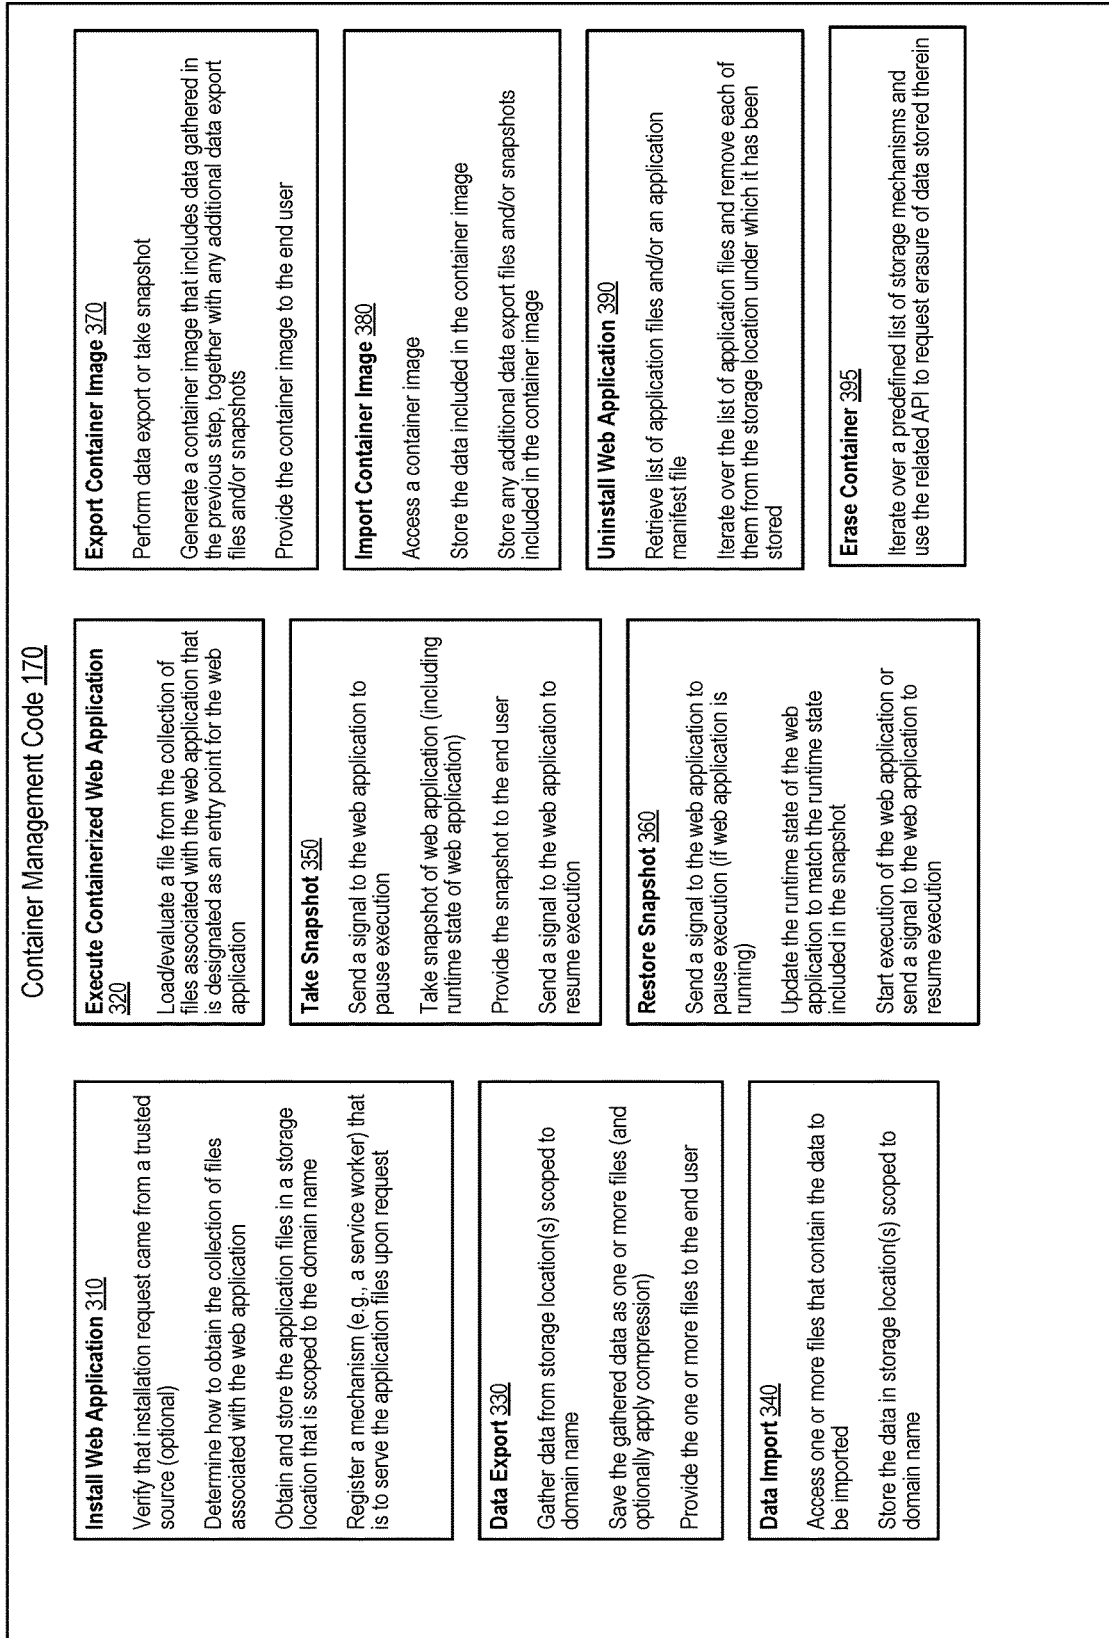 Container Management Code 170
Install Web Application 310
Verify that installation request came from a trusted
source (optional)
Determine how to obtain the collection of files
associated with the web application
Obtain and store the application files in a storage
location that is scoped to the domain name
Register a mechanism (e.g., a service worker) that
is to serve the application files upon request
Data Export 330
Gather data from storage location(s) scoped to
domain name
Save the gathered data as one or more files (and
optionally apply compression)
Provide the one or more files to the end user
Data Import 340
Access one or more files that contain the data to
be imported
Store the data in storage location(s) scoped to
domain name
Execute Containerized Web Application
320
Load/evaluate a file from the collection of
files associated with the web application that
is designated as an entry point for the web
application
Take Snapshot 350
Send a signal to the web application to
pause execution
Take snapshot of web application (including
runtime state of web application)
Provide the snapshot to the end user
Send a signal to the web application to
resume execution
Restore Snapshot 360
Send a signal to the web application to
pause execution (if web application is
running)
Update the runtime state of the web
application to match the runtime state
included in the snapshot
Start execution of the web application or
send a signal to the web application to
resume execution
Export Container Image 370
Perform data export or take snapshot
Generate a container image that includes data gathered in
the previous step, together with any additional data export
files and/or snapshots
Provide the container image to the end user
Import Container Image 380
Access a container image
Store the data included in the container image
Store any additional data export files and/or snapshots
included in the container image
Uninstall Web Application 390
Retrieve list of application files and/or an application
manifest file
Iterate over the list of application files and remove each of
them from the storage location under which it has been
stored
Erase Container 395
Iterate over a predefined list of storage mechanisms and
use the related API to request erasure of data stored therein